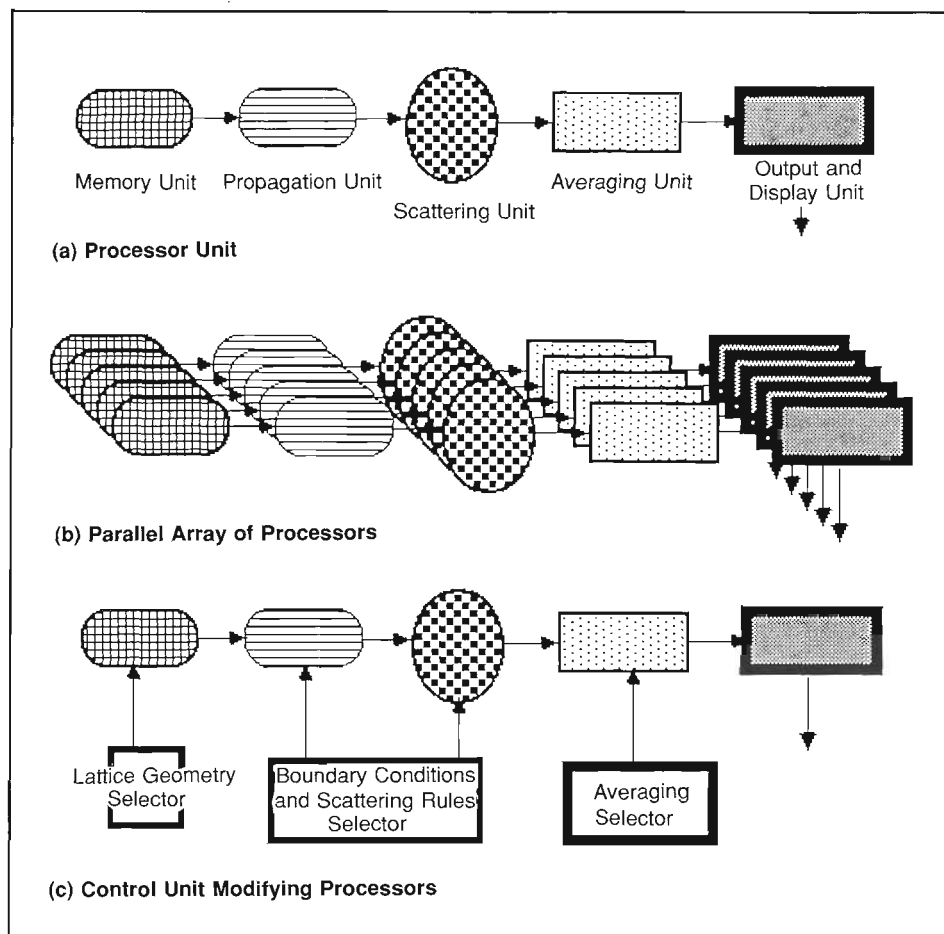 Memory Unit
Propagation Unit
Scattering Unit
Averaging Unit
Output and
Display Unit
(a) Processor Unit
(b) Parallel Array of Processors
Lattice Geometry
Selector
Boundary Conditions
and Scattering Rules
Selector
Averaging
Selector
(c) Control Unit Modifying Processors